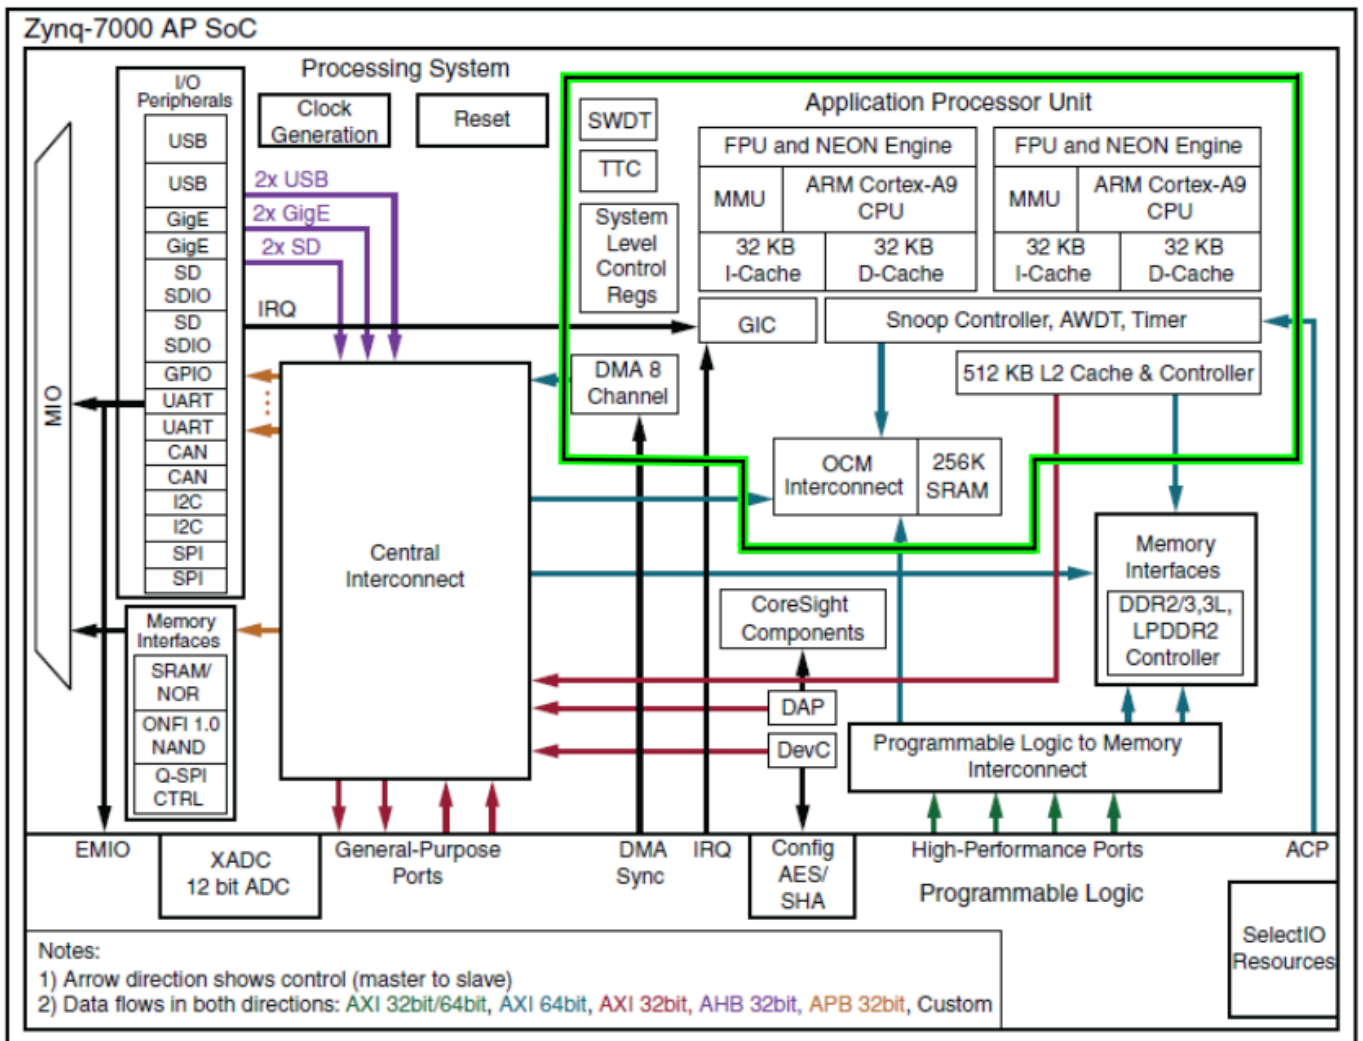 Zynq-7000 AP SoC
Processing System
I/O
Peripherals
USB
USB
GigE
GigE
SD
SDIO
SD
SDIO
GPIO
UART
UART
CAN
CAN
I2C
I2C
SPI
SPI
MIO
Clock
Generation
Reset
2x USB
2x GigE
2x SD
IRQ
Memory
Interfaces
SRAM/
NOR
ONFI 1.0
NAND
Q-SPI
CTRL
Central
Interconnect
Application Processor Unit
SWDT
TTC
System
Level
Control
Regs
DMA 8
Channel
FPU and NEON Engine
MMU
ARM Cortex-A9
CPU
32 KB
I-Cache
32 KB
D-Cache
FPU and NEON Engine
MMU
ARM Cortex-A9
CPU
32 KB
I-Cache
32 KB
D-Cache
GIC
Snoop Controller, AWDT, Timer
512 KB L2 Cache & Controller
OCM
Interconnect
256K
SRAM
Memory
Interfaces
DDR2/3,3L,
LPDDR2
Controller
CoreSight
Components
DAP
DevC
Programmable Logic to Memory
Interconnect
EMIO
XADC
12 bit ADC
General-Purpose
Ports
DMA
Sync
IRQ
Config
AES/
SHA
High-Performance Ports
ACP
Programmable Logic
SelectIO
Resources
Notes:
1) Arrow direction shows control (master to slave)
2) Data flows in both directions: AXI 32bit/64bit, AXI 64bit, AXI 32bit, AHB 32bit, APB 32bit, Custom